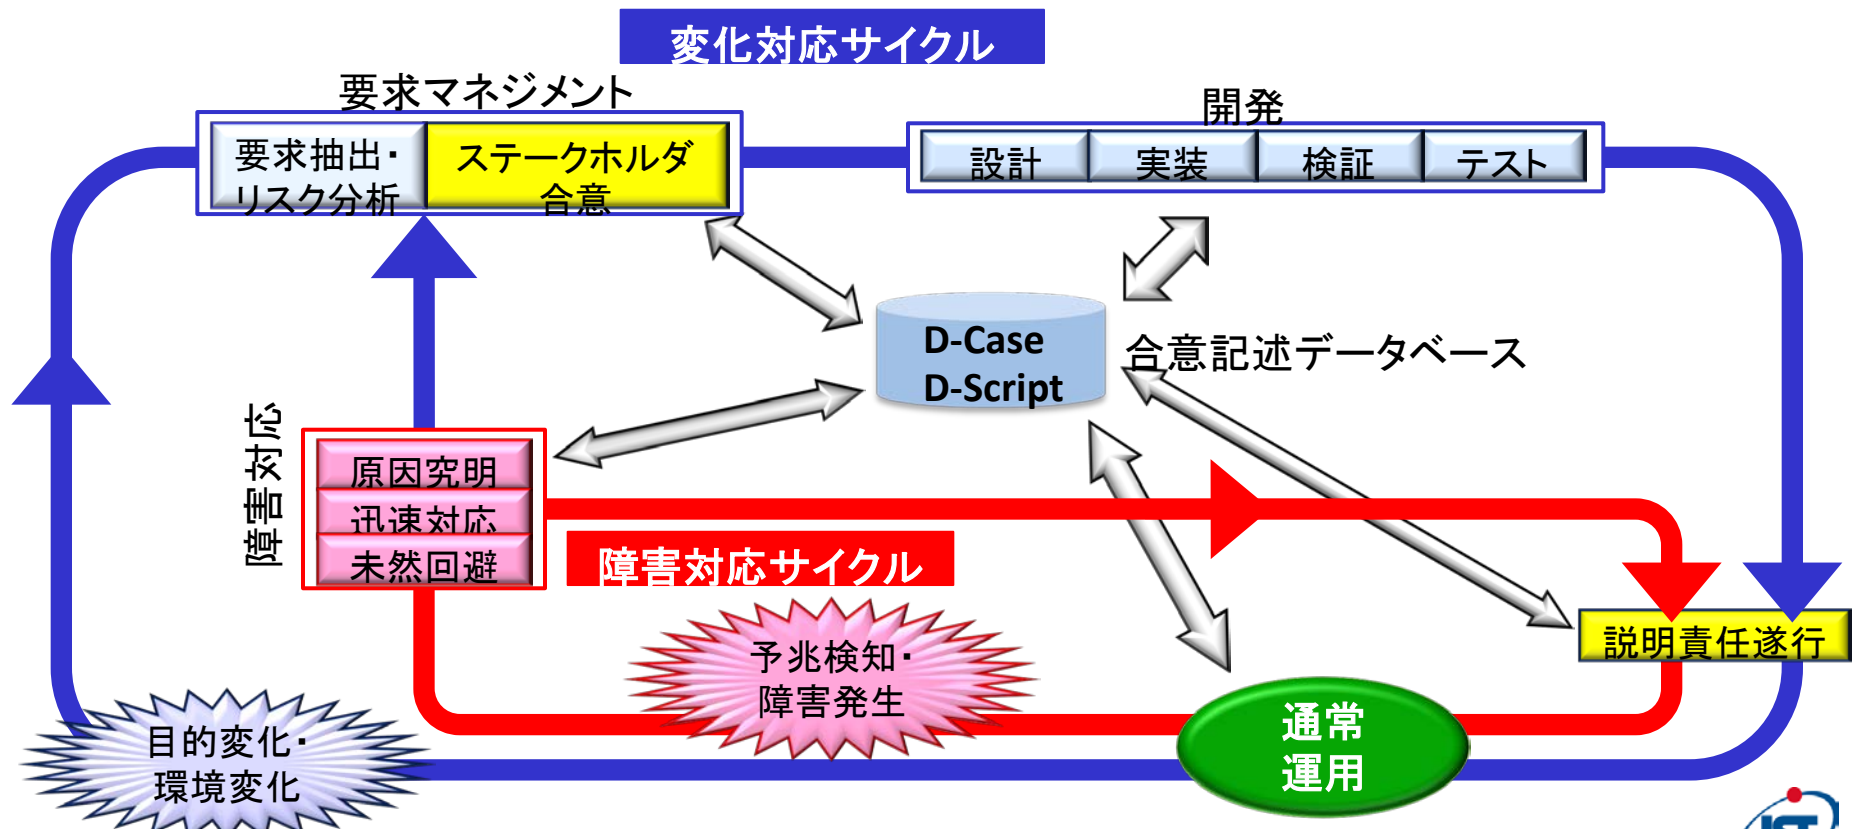 変化対応サイクル
要求マネジメント
要求抽出・
リスク分析
ステークホルダ
合意
開発
設計
実装
検証
テスト
D-Case
D-Script
合意記述データベース
障害対応
原因究明
迅速対応
未然回避
障害対応サイクル
予兆検知・
障害発生
説明責任遂行
通常
運用
目的変化・
環境変化